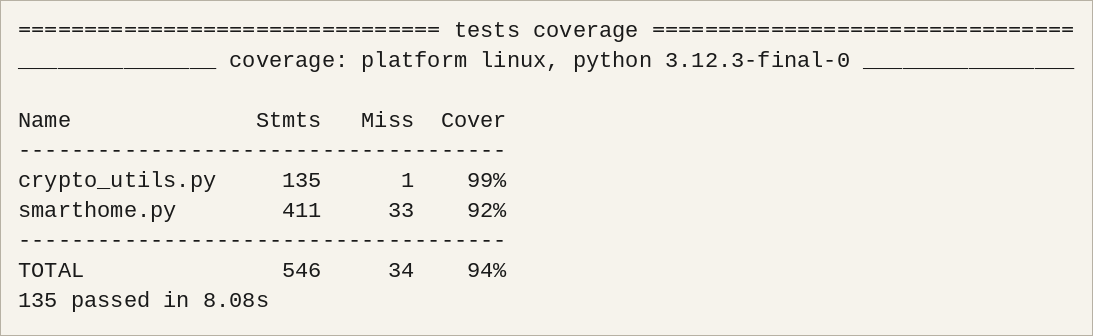 ================================ tests coverage ================================
_______________ coverage: platform linux, python 3.12.3-final-0 ________________
Name              Stmts   Miss  Cover
-------------------------------------
crypto_utils.py     135      1    99%
smarthome.py        411     33    92%
-------------------------------------
TOTAL               546     34    94%
135 passed in 8.08s